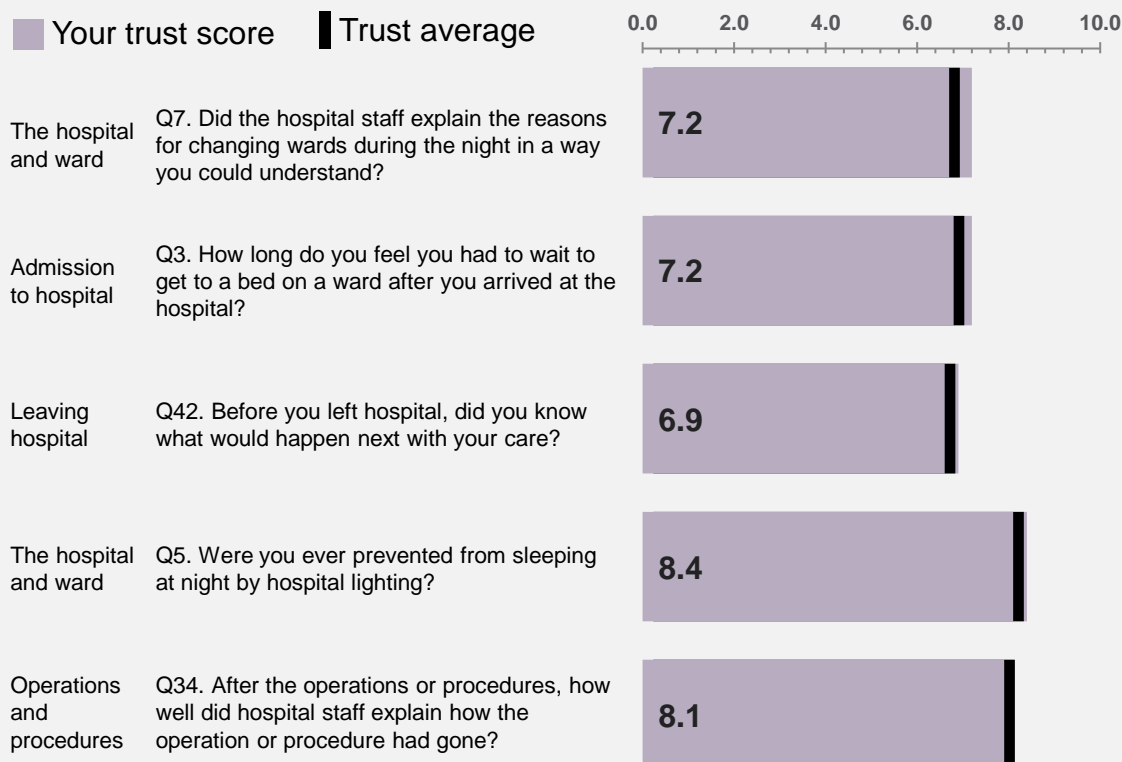 Your trust score
Trust average
0.0 2.0 4.0 6.0 8.0 10.0
The hospital
and ward
Q7. Did the hospital staff explain the reasons
for changing wards during the night in a way
you could understand?
7.2
Admission
to hospital
Q3. How long do you feel you had to wait to
get to a bed on a ward after you arrived at the
hospital?
7.2
Leaving
hospital
Q42. Before you left hospital, did you know
what would happen next with your care?
6.9
The hospital
and ward
Q5. Were you ever prevented from sleeping
at night by hospital lighting?
8.4
Operations
and
procedures
Q34. After the operations or procedures, how
well did hospital staff explain how the
operation or procedure had gone?
8.1